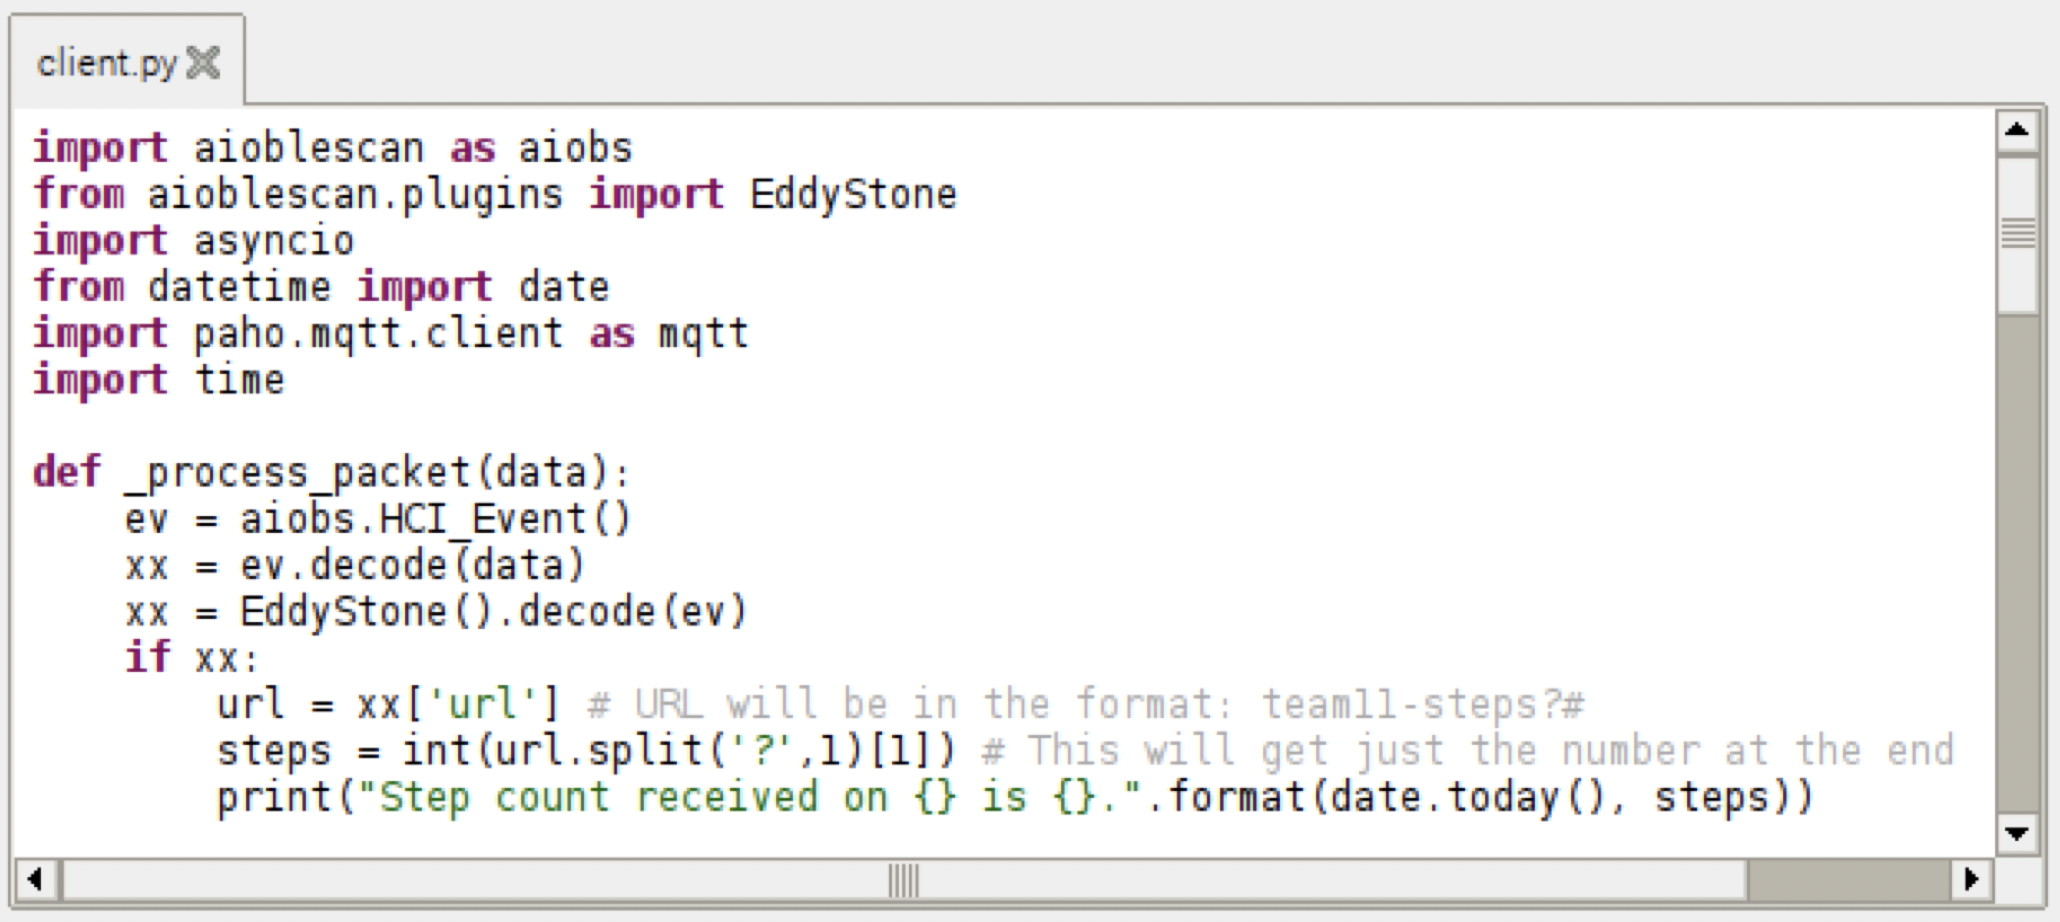 client.py
import aioblescan as aiobs
from aioblescan.plugins import EddyStone
import asyncio
from datetime import date
import paho.mqtt.client as mqtt
import time
def _process_packet(data):
    ev = aiobs.HCI_Event()
    xx = ev.decode(data)
    xx = EddyStone().decode(ev)
    if xx:
        url = xx['url'] # URL will be in the format: team11-steps?#
        steps = int(url.split('?',1)[1]) # This will get just the number at the end
        print("Step count received on {} is {}.".format(date.today(), steps))